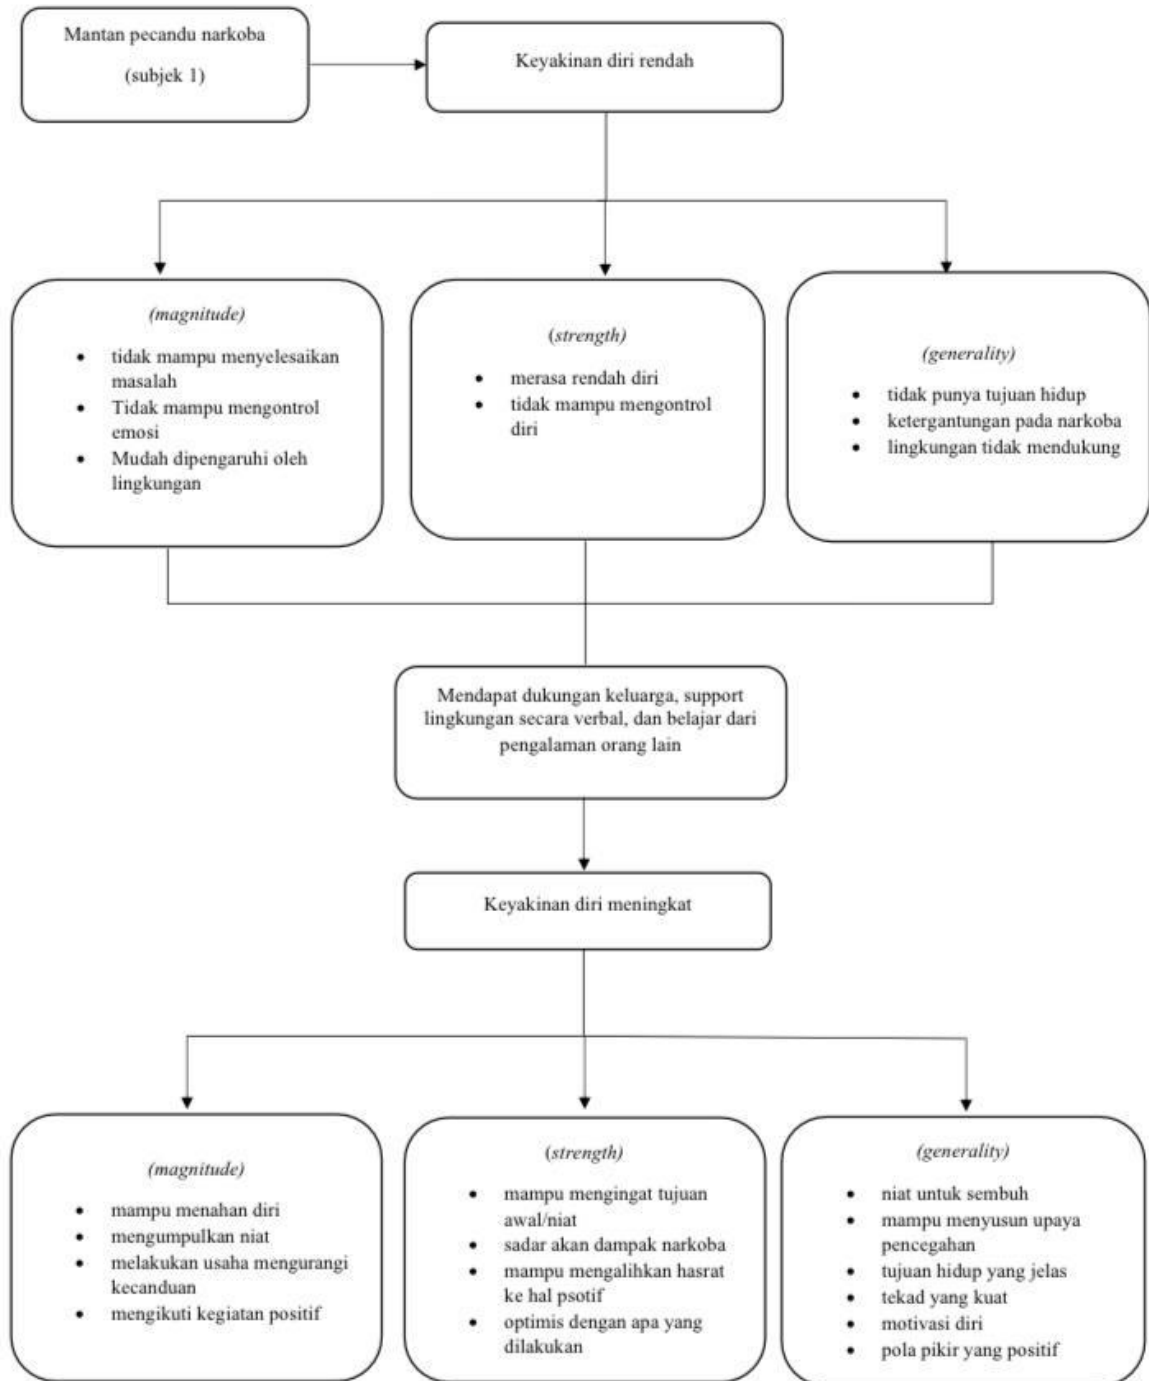 Mantan pecandu narkoba
(subjek 1)
Keyakinan diri rendah
(magnitude)
• tidak mampu menyelesaikan
masalah
• Tidak mampu mengontrol
emosi
• Mudah dipengaruhi oleh
lingkungan
(strength)
• merasa rendah diri
• tidak mampu mengontrol
diri
(generality)
• tidak punya tujuan hidup
• ketergantungan pada narkoba
• lingkungan tidak mendukung
Mendapat dukungan keluarga, support
lingkungan secara verbal, dan belajar dari
pengalaman orang lain
Keyakinan diri meningkat
(magnitude)
• mampu menahan diri
• mengumpulkan niat
• melakukan usaha mengurangi
kecanduan
• mengikuti kegiatan positif
(strength)
• mampu mengingat tujuan
awal/niat
• sadar akan dampak narkoba
• mampu mengalihkan hasrat
ke hal psotif
• optimis dengan apa yang
dilakukan
(generality)
• niat untuk sembuh
• mampu menyusun upaya
pencegahan
• tujuan hidup yang jelas
• tekad yang kuat
• motivasi diri
• pola pikir yang positif